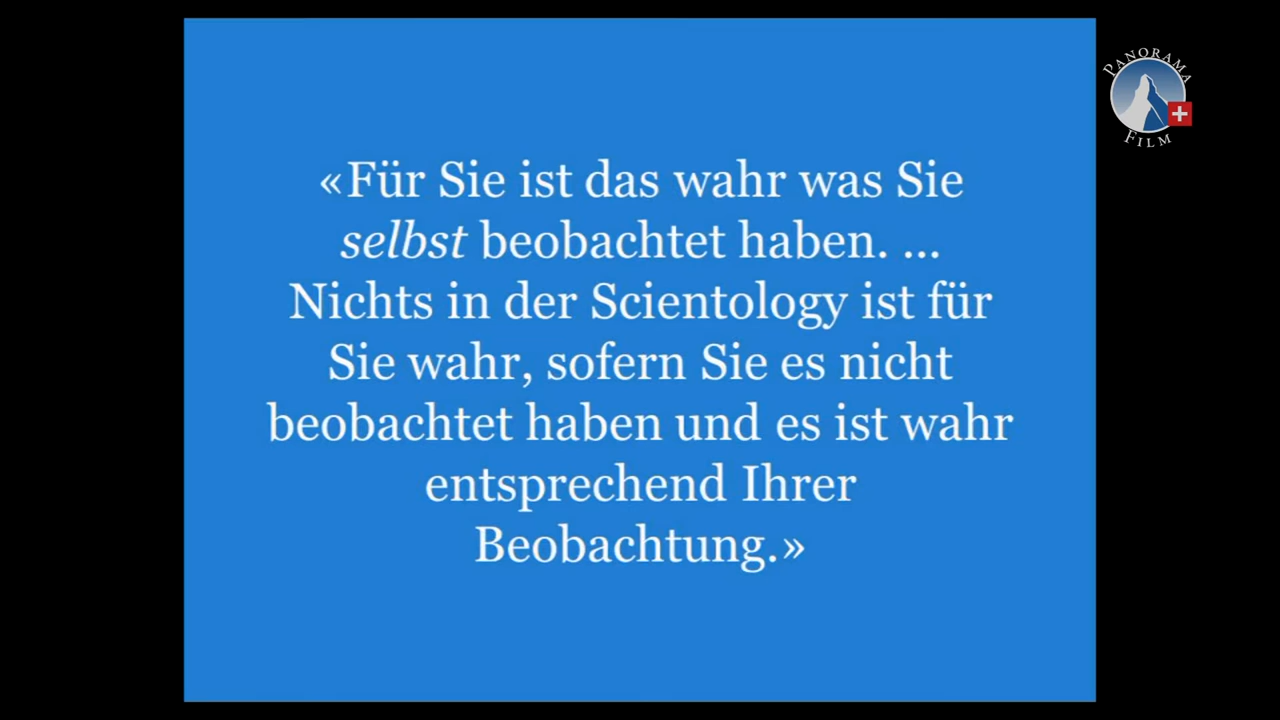 «Für Sie ist das wahr was Sie
selbst beobachtet haben. ...
Nichts in der Scientology ist für
Sie wahr, sofern Sie es nicht
beobachtet haben und es ist wahr
entsprechend Ihrer
Beobachtung.»
PANORAMA
FILM